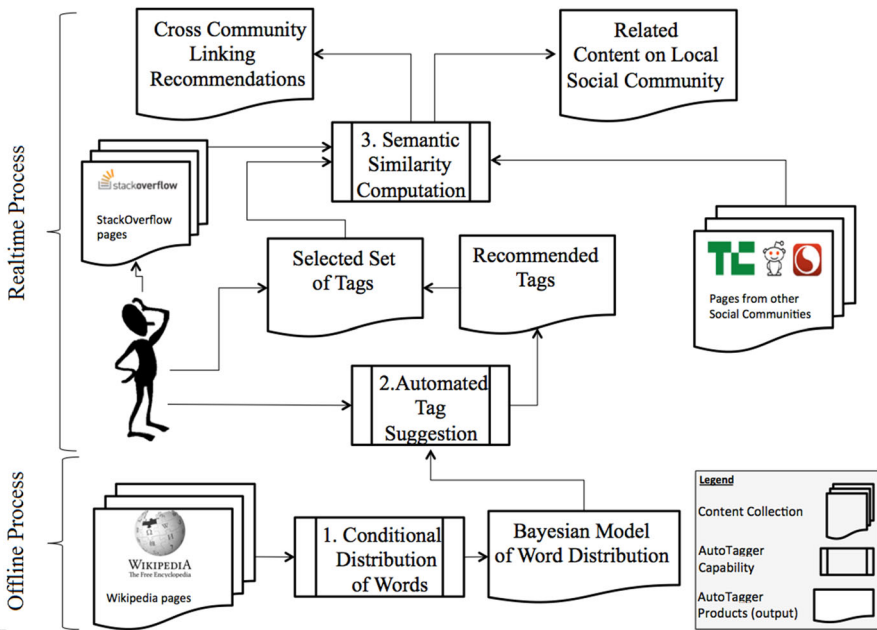 Cross Community
Linking
Recommendations
Related
Content on Local
Social Community
Realtime Process
3. Semantic
Similarity
Computation
stackoverflow
StackOverflow
pages
Selected Set
of Tags
Recommended
Tags
TC
Pages from other
Social Communities
2.Automated
Tag
Suggestion
Offline Process
WIKIPEDIA
The Free Encyclopedia
Wikipedia pages
1. Conditional
Distribution
of Words
Bayesian Model
of Word Distribution
Legend
Content Collection
AutoTagger
Capability
AutoTagger
Products (output)